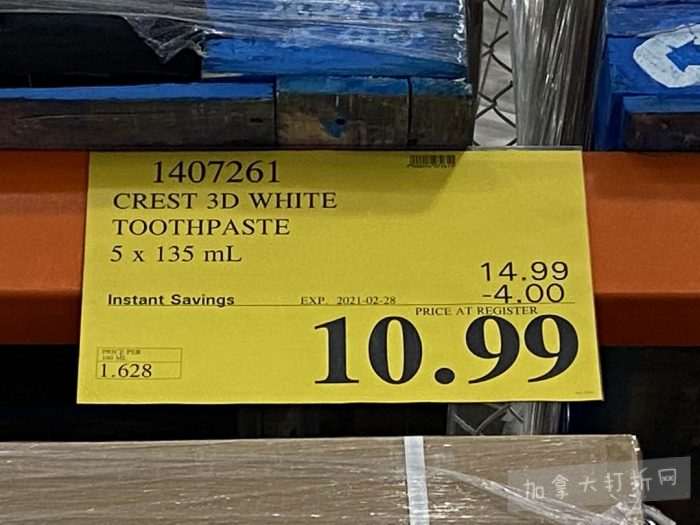 1407261
CREST 3D WHITE
TOOTHPASTE
5 x 135 mL
14.99
Instant Savings EXP. 2021-02-28 -4.00
PRICE AT REGISTER
10.99
PRICE PER
100 ML
1.628
加拿大打折网